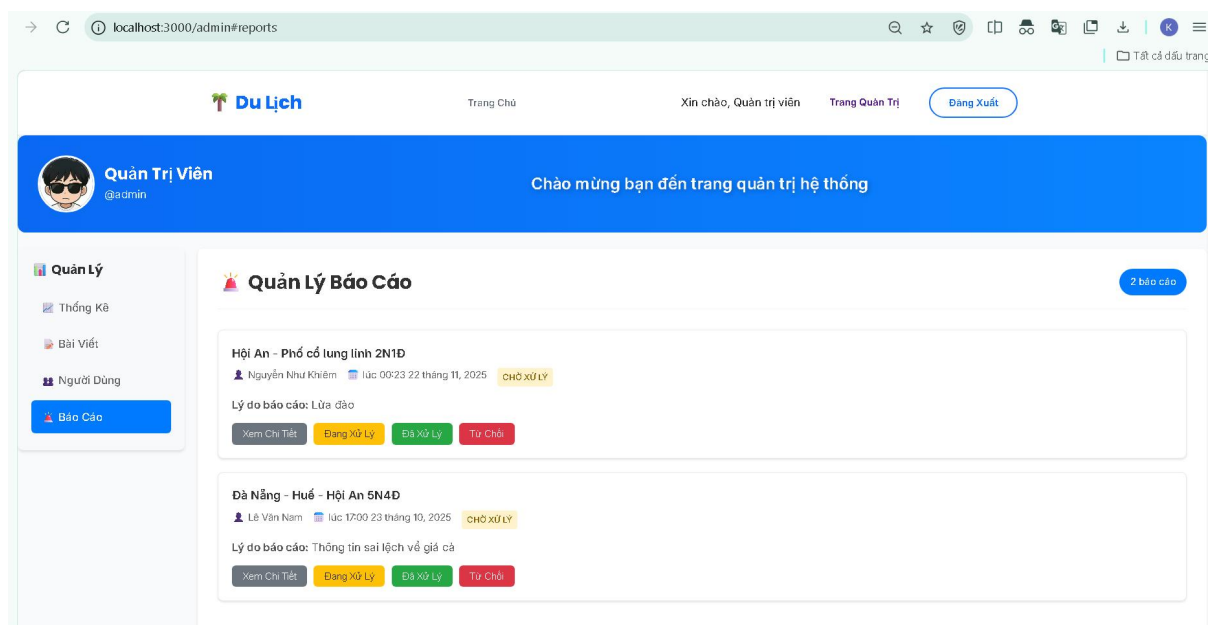 localhost:3000/admin#reports
K
Tất cả dấu trang
Du Lịch
Trang Chủ
Xin chào, Quản trị viên
Trang Quản Trị
Đăng Xuất
Quản Trị Viên
@admin
Chào mừng bạn đến trang quản trị hệ thống
Quản Lý
Thống Kê
Bài Viết
Người Dùng
Báo Cáo
Quản Lý Báo Cáo
2 báo cáo
Hội An - Phố cổ lung linh 2N1Đ
Nguyễn Như Khiêm lúc 00:23 22 tháng 11, 2025 CHỜ XỬ LÝ
Lý do báo cáo: Lừa đảo
Xem Chi Tiết Đang Xử Lý Đã Xử Lý Từ Chối
Đà Nẵng - Huế - Hội An 5N4Đ
Lê Văn Nam lúc 17:00 23 tháng 10, 2025 CHỜ XỬ LÝ
Lý do báo cáo: Thông tin sai lệch về giá cả
Xem Chi Tiết Đang Xử Lý Đã Xử Lý Từ Chối